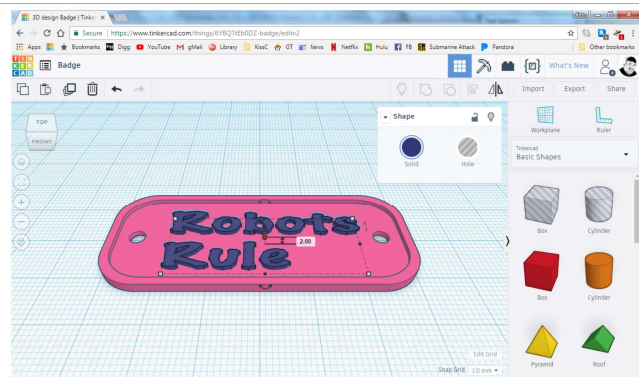 3D design Badge | Tinker
Secure | https://www.tinkercad.com/things/6YBQTtEb0DZ-badge/editv2
Apps Bookmarks Digg YouTube gMail Library KissC GT News Netflix Hulu FB Submarine Attack Pandora Other bookmarks
TIN KER CAD Badge What's New
Import Export Share
Shape
Solid Hole
TOP
FRONT
Workplane Ruler
Tinkercad
Basic Shapes
Box Cylinder
Box Cylinder
Pyramid Roof
Robots
Rule
2.00
Edit Grid
Snap Grid 1.0 mm